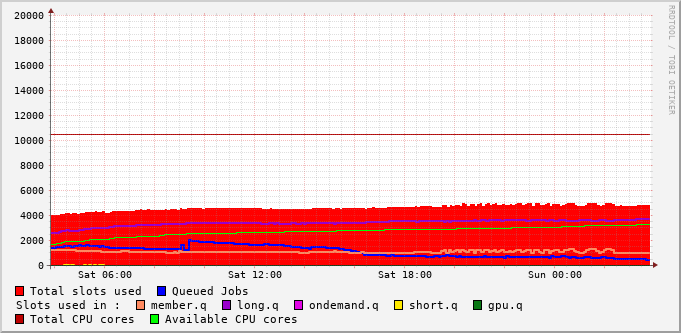 RRDTOOL / TOBI OETIKER
20000
18000
16000
14000
12000
10000
8000
6000
4000
2000
0
Sat 06:00 Sat 12:00 Sat 18:00 Sun 00:00
Total slots used Queued Jobs
Slots used in : member.q long.q ondemand.q short.q gpu.q
Total CPU cores Available CPU cores